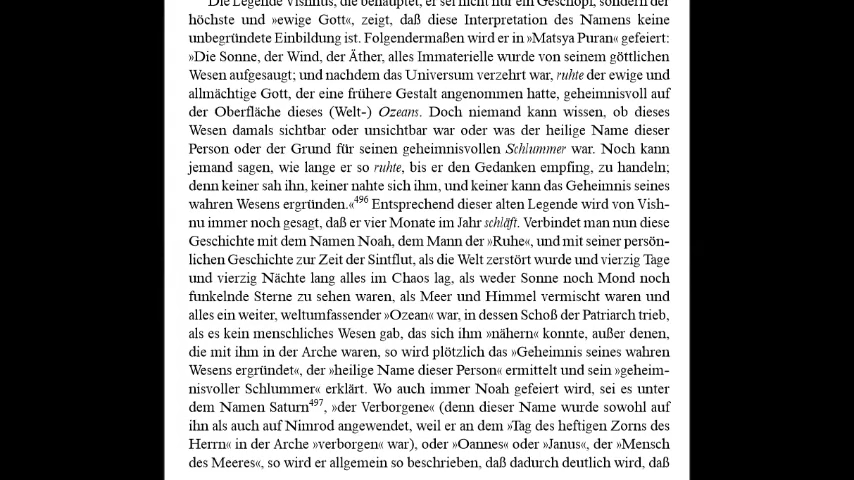 Die Legende Vishnus, die behauptet, er sei nicht nur ein Geschöpf, sondern der
höchste und »ewige Gott«, zeigt, daß diese Interpretation des Namens keine
unbegründete Einbildung ist. Folgendermaßen wird er in »Matsya Puran« gefeiert:
»Die Sonne, der Wind, der Äther, alles Immaterielle wurde von seinem göttlichen
Wesen aufgesaugt; und nachdem das Universum verzehrt war, ruhte der ewige und
allmächtige Gott, der eine frühere Gestalt angenommen hatte, geheimnisvoll auf
der Oberfläche dieses (Welt-) Ozeans. Doch niemand kann wissen, ob dieses
Wesen damals sichtbar oder unsichtbar war oder was der heilige Name dieser
Person oder der Grund für seinen geheimnisvollen Schlummer war. Noch kann
jemand sagen, wie lange er so ruhte, bis er den Gedanken empfing, zu handeln;
denn keiner sah ihn, keiner nahte sich ihm, und keiner kann das Geheimnis seines
wahren Wesens ergründen.«496 Entsprechend dieser alten Legende wird von Vish-
nu immer noch gesagt, daß er vier Monate im Jahr schläft. Verbindet man nun diese
Geschichte mit dem Namen Noah, dem Mann der »Ruhe«, und mit seiner persön-
lichen Geschichte zur Zeit der Sintflut, als die Welt zerstört wurde und vierzig Tage
und vierzig Nächte lang alles im Chaos lag, als weder Sonne noch Mond noch
funkelnde Sterne zu sehen waren, als Meer und Himmel vermischt waren und
alles ein weiter, weltumfassender »Ozean« war, in dessen Schoß der Patriarch trieb,
als es kein menschliches Wesen gab, das sich ihm »nähern« konnte, außer denen,
die mit ihm in der Arche waren, so wird plötzlich das »Geheimnis seines wahren
Wesens ergründet«, der »heilige Name dieser Person« ermittelt und sein »geheim-
nisvoller Schlummer« erklärt. Wo auch immer Noah gefeiert wird, sei es unter
dem Namen Saturn497, »der Verborgene« (denn dieser Name wurde sowohl auf
ihn als auch auf Nimrod angewendet, weil er an dem »Tag des heftigen Zorns des
Herrn« in der Arche »verborgen« war), oder »Oannes« oder »Janus«, der »Mensch
des Meeres«, so wird er allgemein so beschrieben, daß dadurch deutlich wird, daß